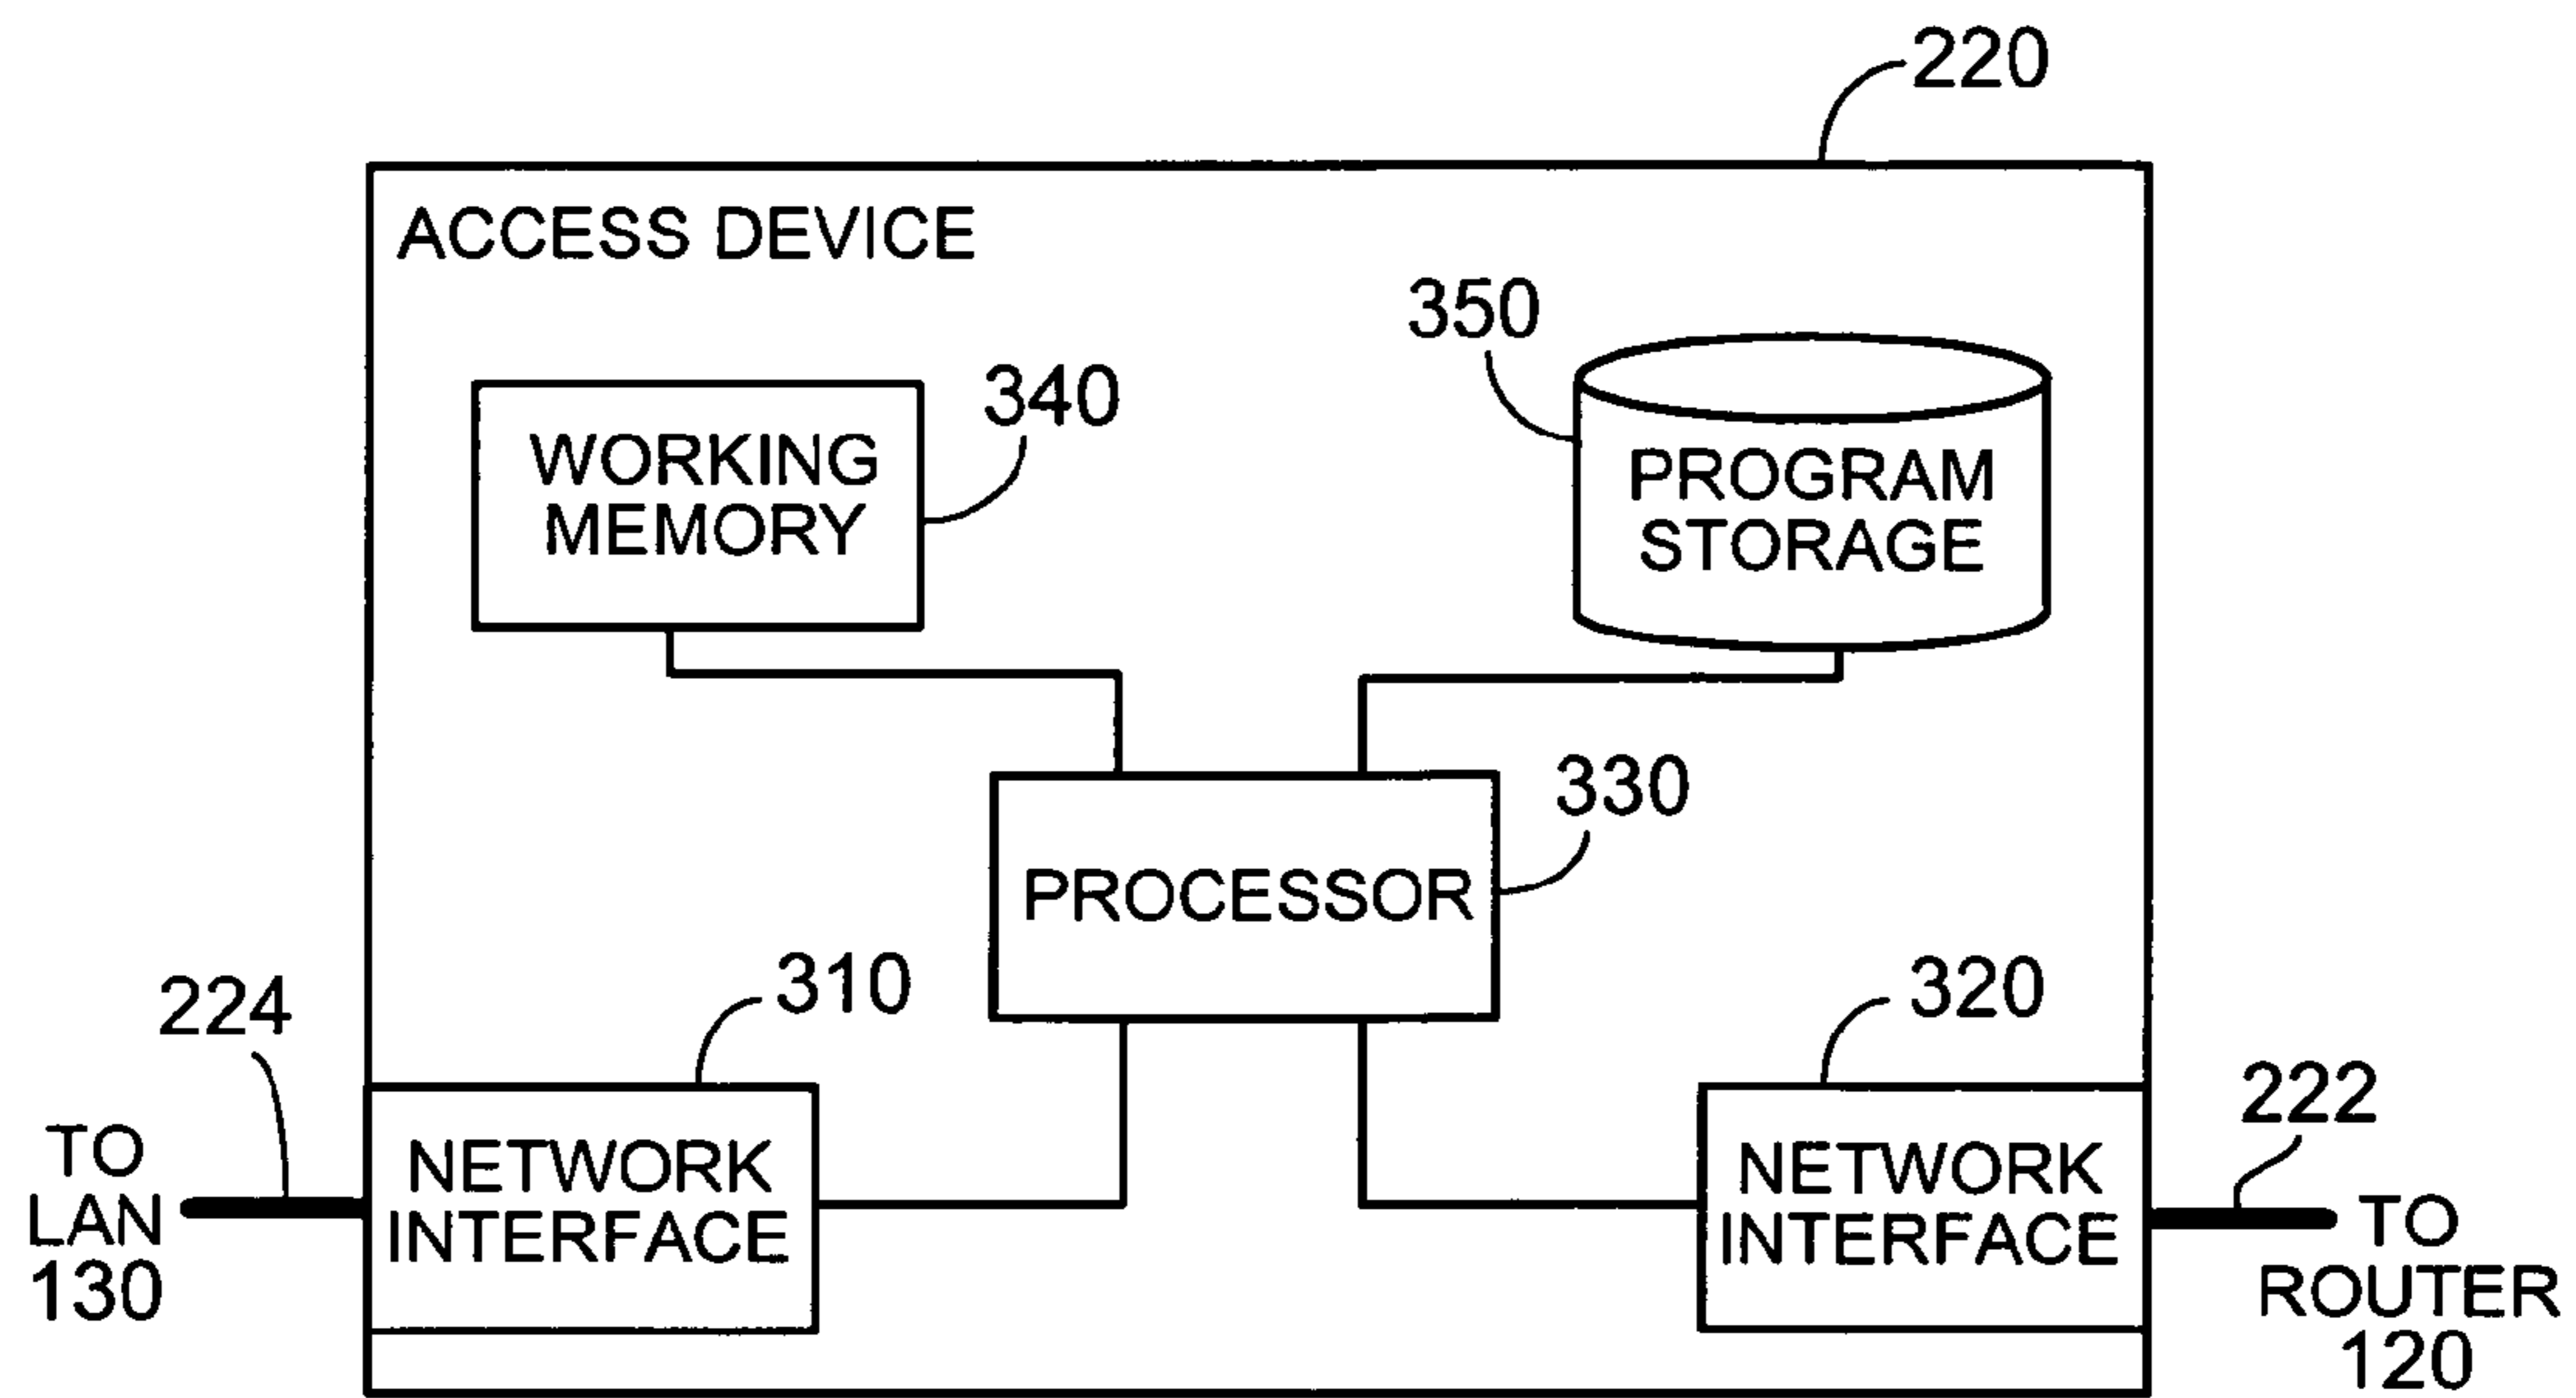 220
ACCESS DEVICE
350
340
WORKING
MEMORY
PROGRAM
STORAGE
330
PROCESSOR
310
320
224
222
TO
LAN
130
NETWORK
INTERFACE
NETWORK
INTERFACE
TO
ROUTER
120